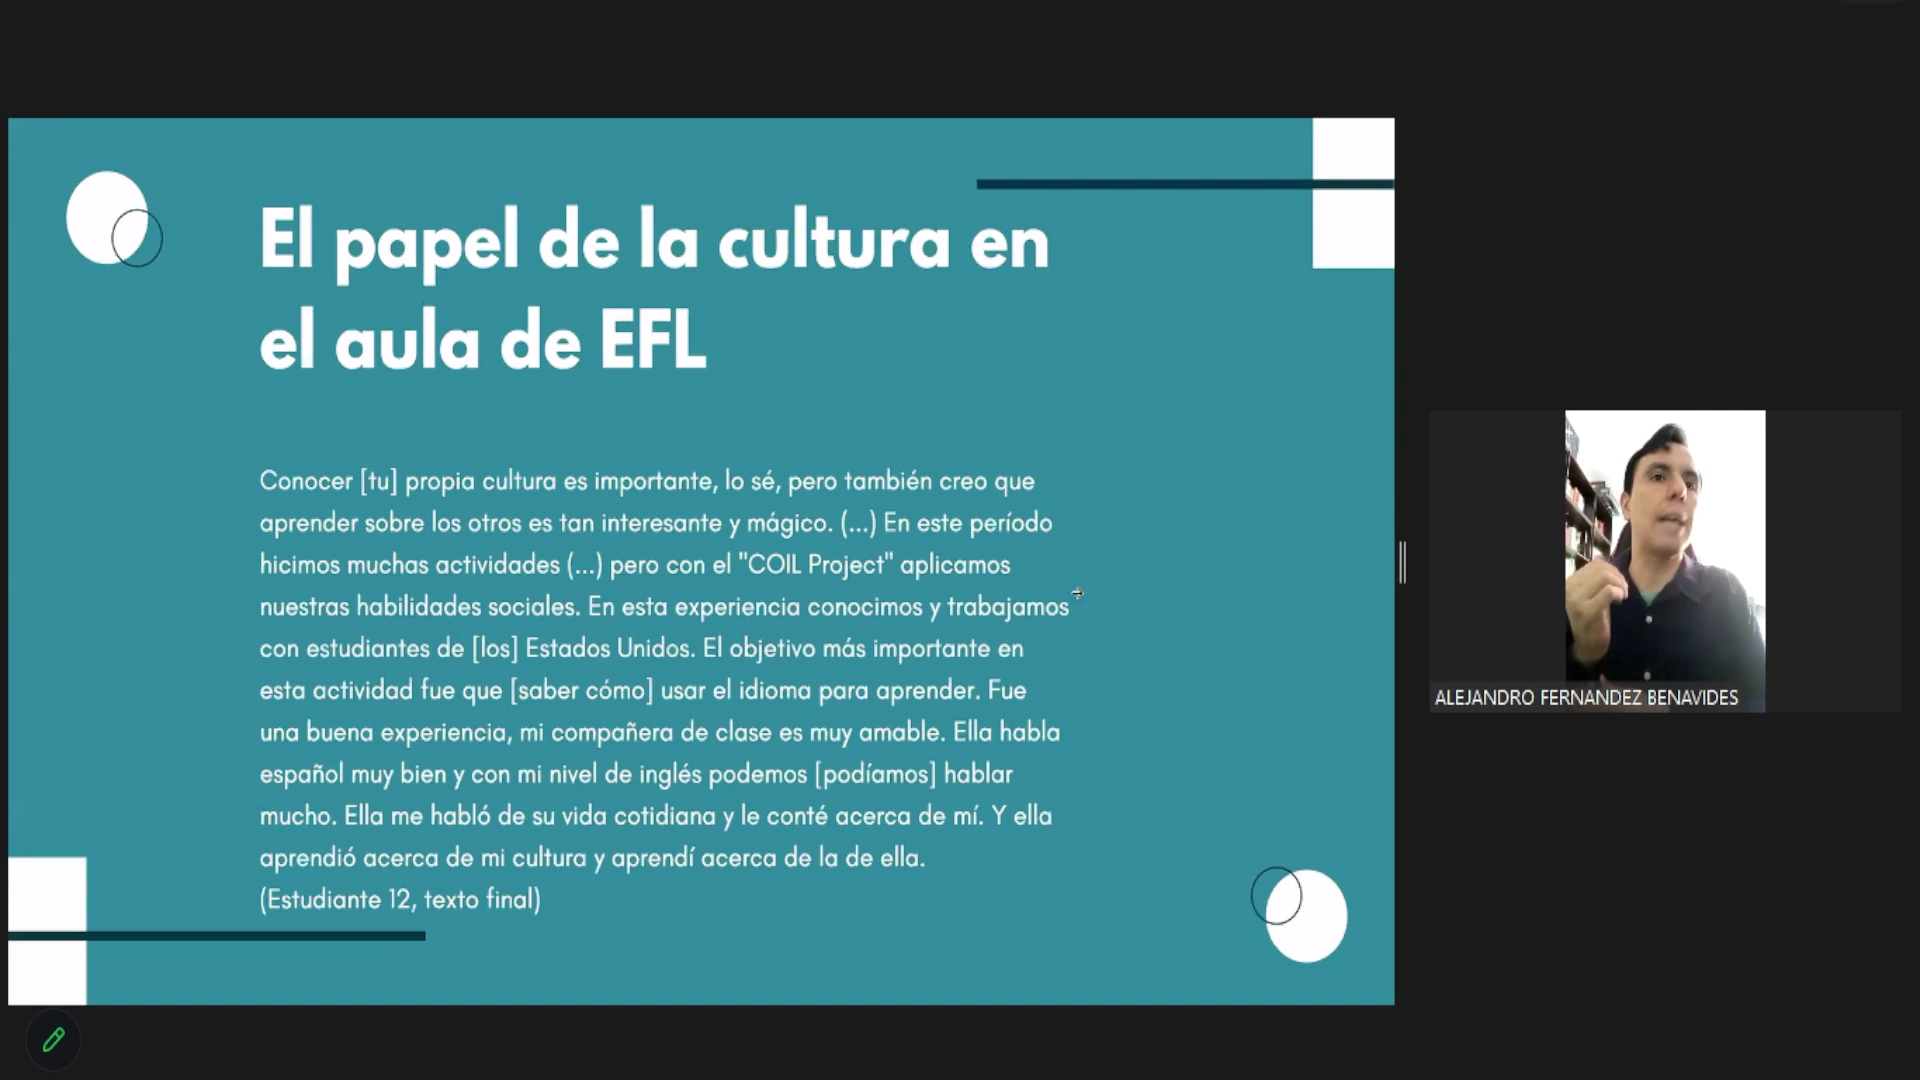 El papel de la cultura en
el aula de EFL
Conocer [tu] propia cultura es importante, lo sé, pero también creo que
aprender sobre los otros es tan interesante y mágico. (...) En este período
hicimos muchas actividades (...) pero con el "COIL Project" aplicamos
nuestras habilidades sociales. En esta experiencia conocimos y trabajamos
con estudiantes de [los] Estados Unidos. El objetivo más importante en
esta actividad fue que [saber cómo] usar el idioma para aprender. Fue
una buena experiencia, mi compañera de clase es muy amable. Ella habla
español muy bien y con mi nivel de inglés podemos [podíamos] hablar
mucho. Ella me habló de su vida cotidiana y le conté acerca de mí. Y ella
aprendió acerca de mi cultura y aprendí acerca de la de ella.
(Estudiante 12, texto final)
ALEJANDRO FERNANDEZ BENAVIDES